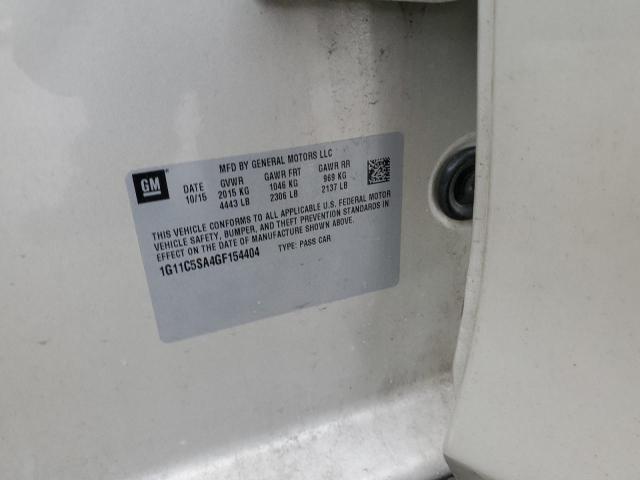 MFD BY GENERAL MOTORS LLC
GM
DATE GVWR GAWR FRT GAWR RR
10/15 2015 KG 1046 KG 969 KG
4443 LB 2306 LB 2137 LB
THIS VEHICLE CONFORMS TO ALL APPLICABLE U.S. FEDERAL MOTOR
VEHICLE SAFETY, BUMPER, AND THEFT PREVENTION STANDARDS IN
EFFECT ON THE DATE OF MANUFACTURE SHOWN ABOVE.
1G11C5SA4GF154404 TYPE: PASS CAR